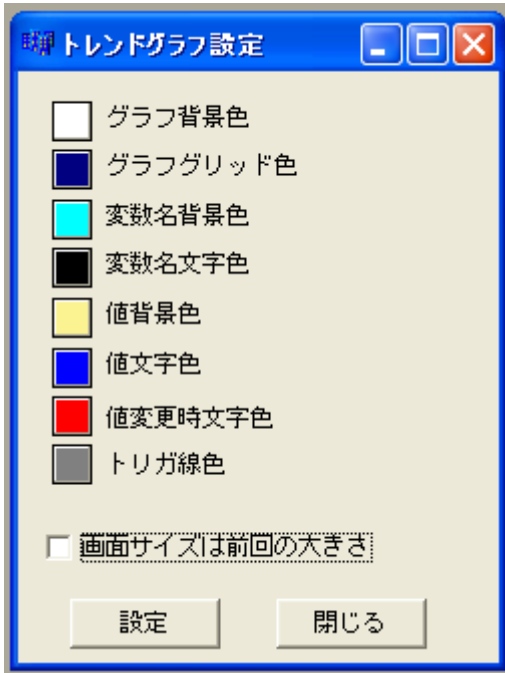 トレンドグラフ設定
グラフ背景色
グラフグリッド色
変数名背景色
変数名文字色
値背景色
値文字色
値変更時文字色
トリガ線色
画面サイズは前回の大きさ
設定 閉じる